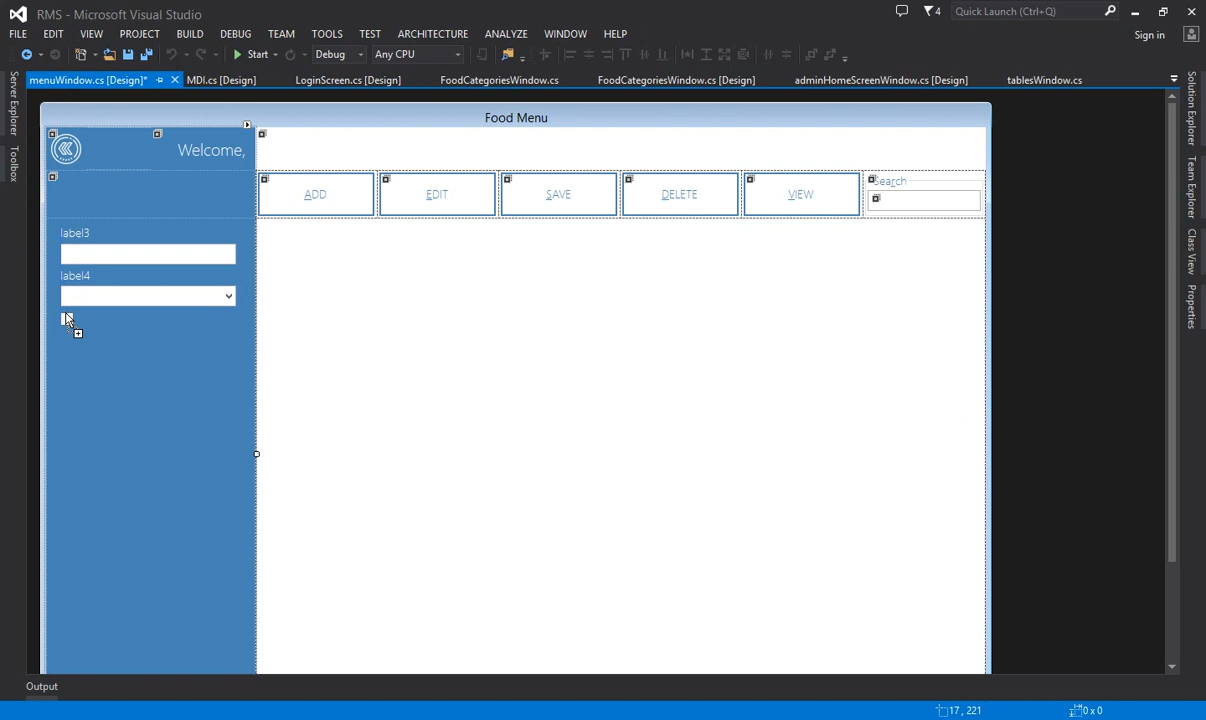 RMS - Microsoft Visual Studio
4
Quick Launch (Ctrl+Q)
FILE EDIT VIEW PROJECT BUILD DEBUG TEAM TOOLS TEST ARCHITECTURE ANALYZE WINDOW HELP
Sign in
Start Debug Any CPU
menuWindow.cs [Design]* MDI.cs [Design] LoginScreen.cs [Design] FoodCategoriesWindow.cs FoodCategoriesWindow.cs [Design] adminHomeScreenWindow.cs [Design] tablesWindow.cs
Server Explorer
Toolbox
Solution Explorer
Team Explorer
Class View
Properties
Food Menu
Welcome,
ADD EDIT SAVE DELETE VIEW
Search
label3
label4
Output
17 , 221
0 x 0